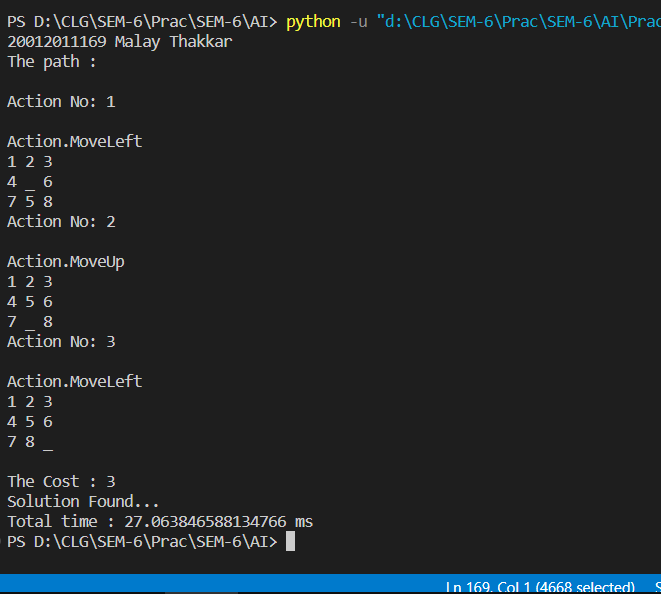 PS D:\CLG\SEM-6\Prac\SEM-6\AI> python -u "d:\CLG\SEM-6\Prac\SEM-6\AI\Prac
20012011169 Malay Thakkar
The path :
Action No: 1
Action.MoveLeft
1 2 3
4 _ 6
7 5 8
Action No: 2
Action.MoveUp
1 2 3
4 5 6
7 _ 8
Action No: 3
Action.MoveLeft
1 2 3
4 5 6
7 8 _
The Cost : 3
Solution Found...
Total time : 27.063846588134766 ms
PS D:\CLG\SEM-6\Prac\SEM-6\AI>
Ln 169, Col 1 (4668 selected)